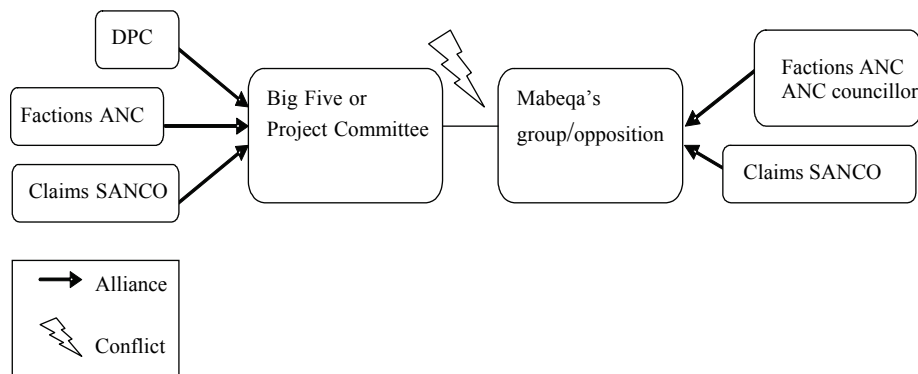 DPC
Factions ANC
Claims SANCO
Big Five or
Project Committee
Mabeqa's
group/opposition
Factions ANC
ANC councillor
Claims SANCO
Alliance
Conflict